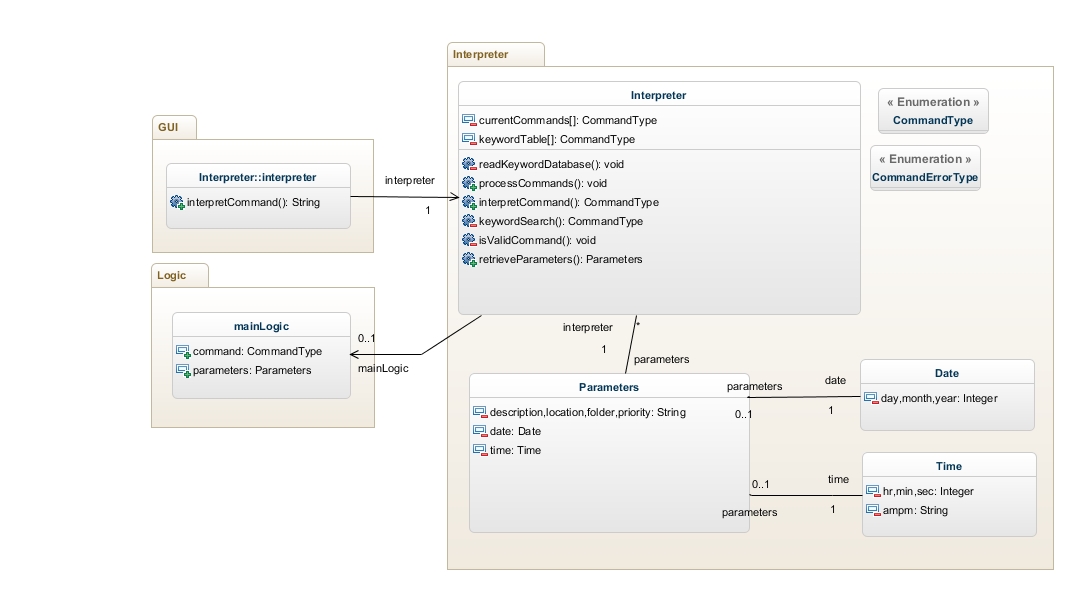 Interpreter
Interpreter
currentCommands[]: CommandType
keywordTable[]: CommandType
readKeywordDatabase(): void
processCommands(): void
interpretCommand(): CommandType
keywordSearch(): CommandType
isValidCommand(): void
retrieveParameters(): Parameters
« Enumeration »
CommandType
« Enumeration »
CommandErrorType
GUI
Interpreter::interpreter
interpretCommand(): String
interpreter
1
Logic
mainLogic
command: CommandType
parameters: Parameters
0..1
mainLogic
interpreter
*
1
parameters
Parameters
description,location,folder,priority: String
date: Date
time: Time
parameters
date
0..1
1
Date
day,month,year: Integer
0..1
time
parameters
1
Time
hr,min,sec: Integer
ampm: String